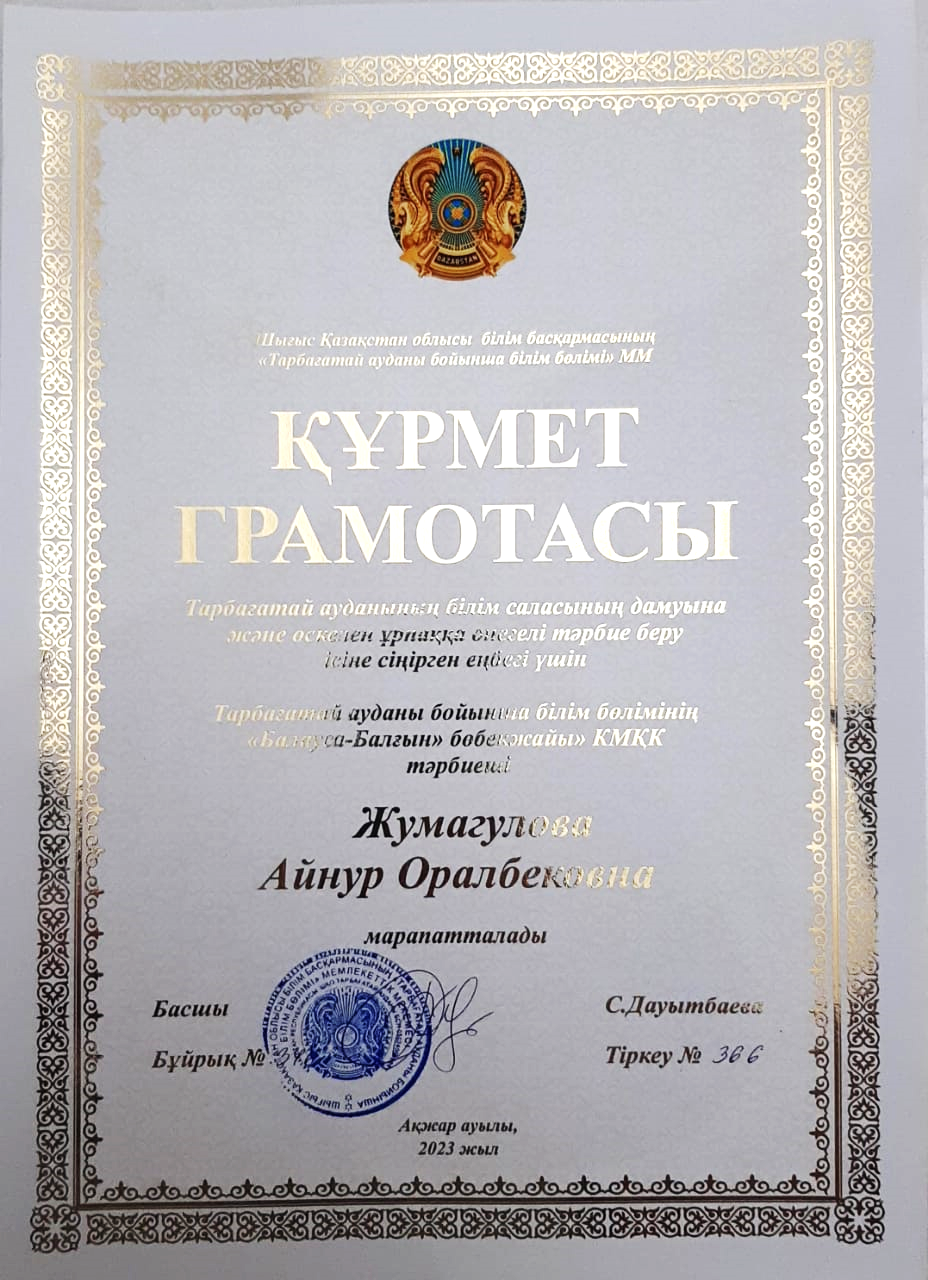 QAZAQSTAN
Шығыс Қазақстан облысы білім басқармасының
«Тарбағатай ауданы бойынша білім бөлімі» ММ
ҚҰРМЕТ
ГРАМОТАСЫ
Тарбағатай ауданының білім саласының дамуына
және өскелең ұрпаққа өнегелі тәрбие беру
ісіне сіңірген еңбегі үшін
Тарбағатай ауданы бойынша білім бөлімінің
«Балауса-Балғын» бөбекжайы» КМҚК
тәрбиешісі
Жумагулова
Айнур Оралбековна
марапатталады
Басшы
С.Дауытбаева
Бұйрық №
Тіркеу № 366
Ақжар ауылы,
2023 жыл